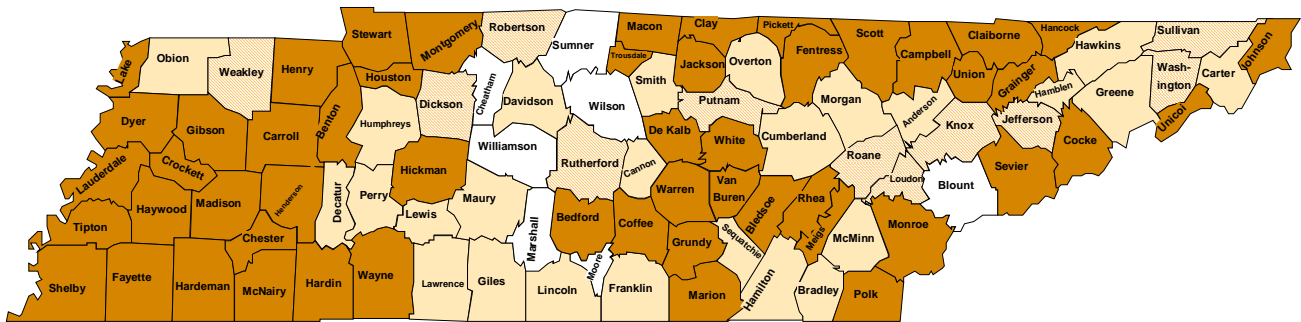 Lake
Obion
Weakley
Henry
Stewart
Montgomery
Houston
Robertson
Sumner
Macon
Trousdale
Clay
Pickett
Jackson
Overton
Fentress
Scott
Campbell
Claiborne
Hancock
Hawkins
Sullivan
Johnson
Carter
Wash-
ington
Unicoi
Greene
Hamblen
Grainger
Union
Dyer
Gibson
Carroll
Benton
Humphreys
Dickson
Cheatham
Davidson
Wilson
Smith
Putnam
Morgan
Anderson
Knox
Jefferson
Cocke
Sevier
Blount
Loudon
Roane
Cumberland
White
De Kalb
Cannon
Rutherford
Williamson
Hickman
Perry
Decatur
Henderson
Madison
Crockett
Lauderdale
Haywood
Tipton
Chester
Lewis
Maury
Marshall
Bedford
Coffee
Warren
Van
Buren
Bledsoe
Rhea
Meigs
McMinn
Monroe
Sequatchie
Grundy
Moore
Shelby
Fayette
Hardeman
McNairy
Hardin
Wayne
Lawrence
Giles
Lincoln
Franklin
Marion
Hamilton
Bradley
Polk